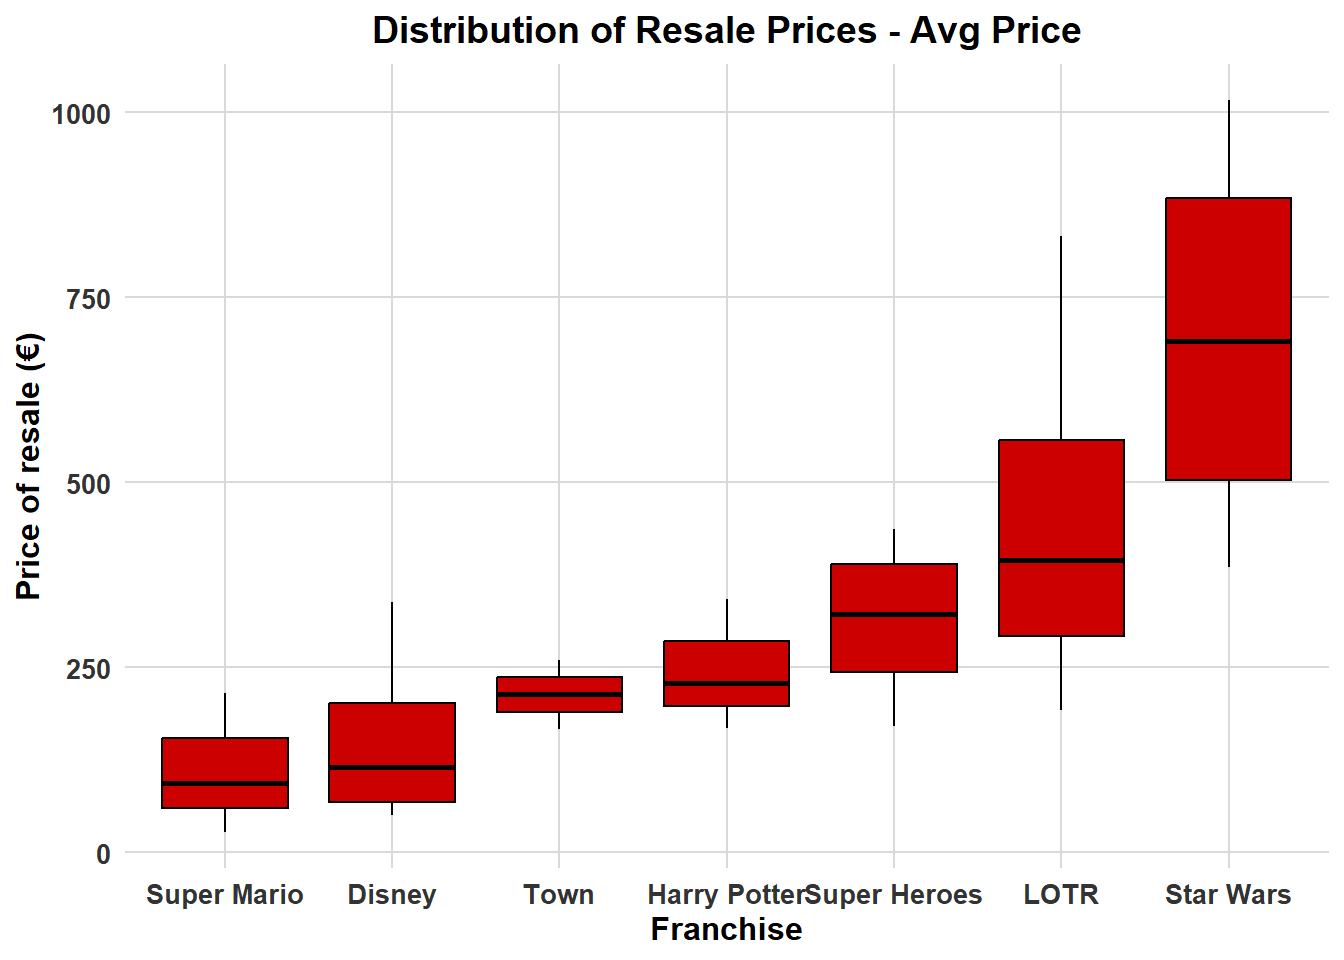 Distribution of Resale Prices - Avg Price
Price of resale (€)
1000
750
500
250
0
Super Mario Disney Town Harry Potter Super Heroes LOTR Star Wars
Franchise